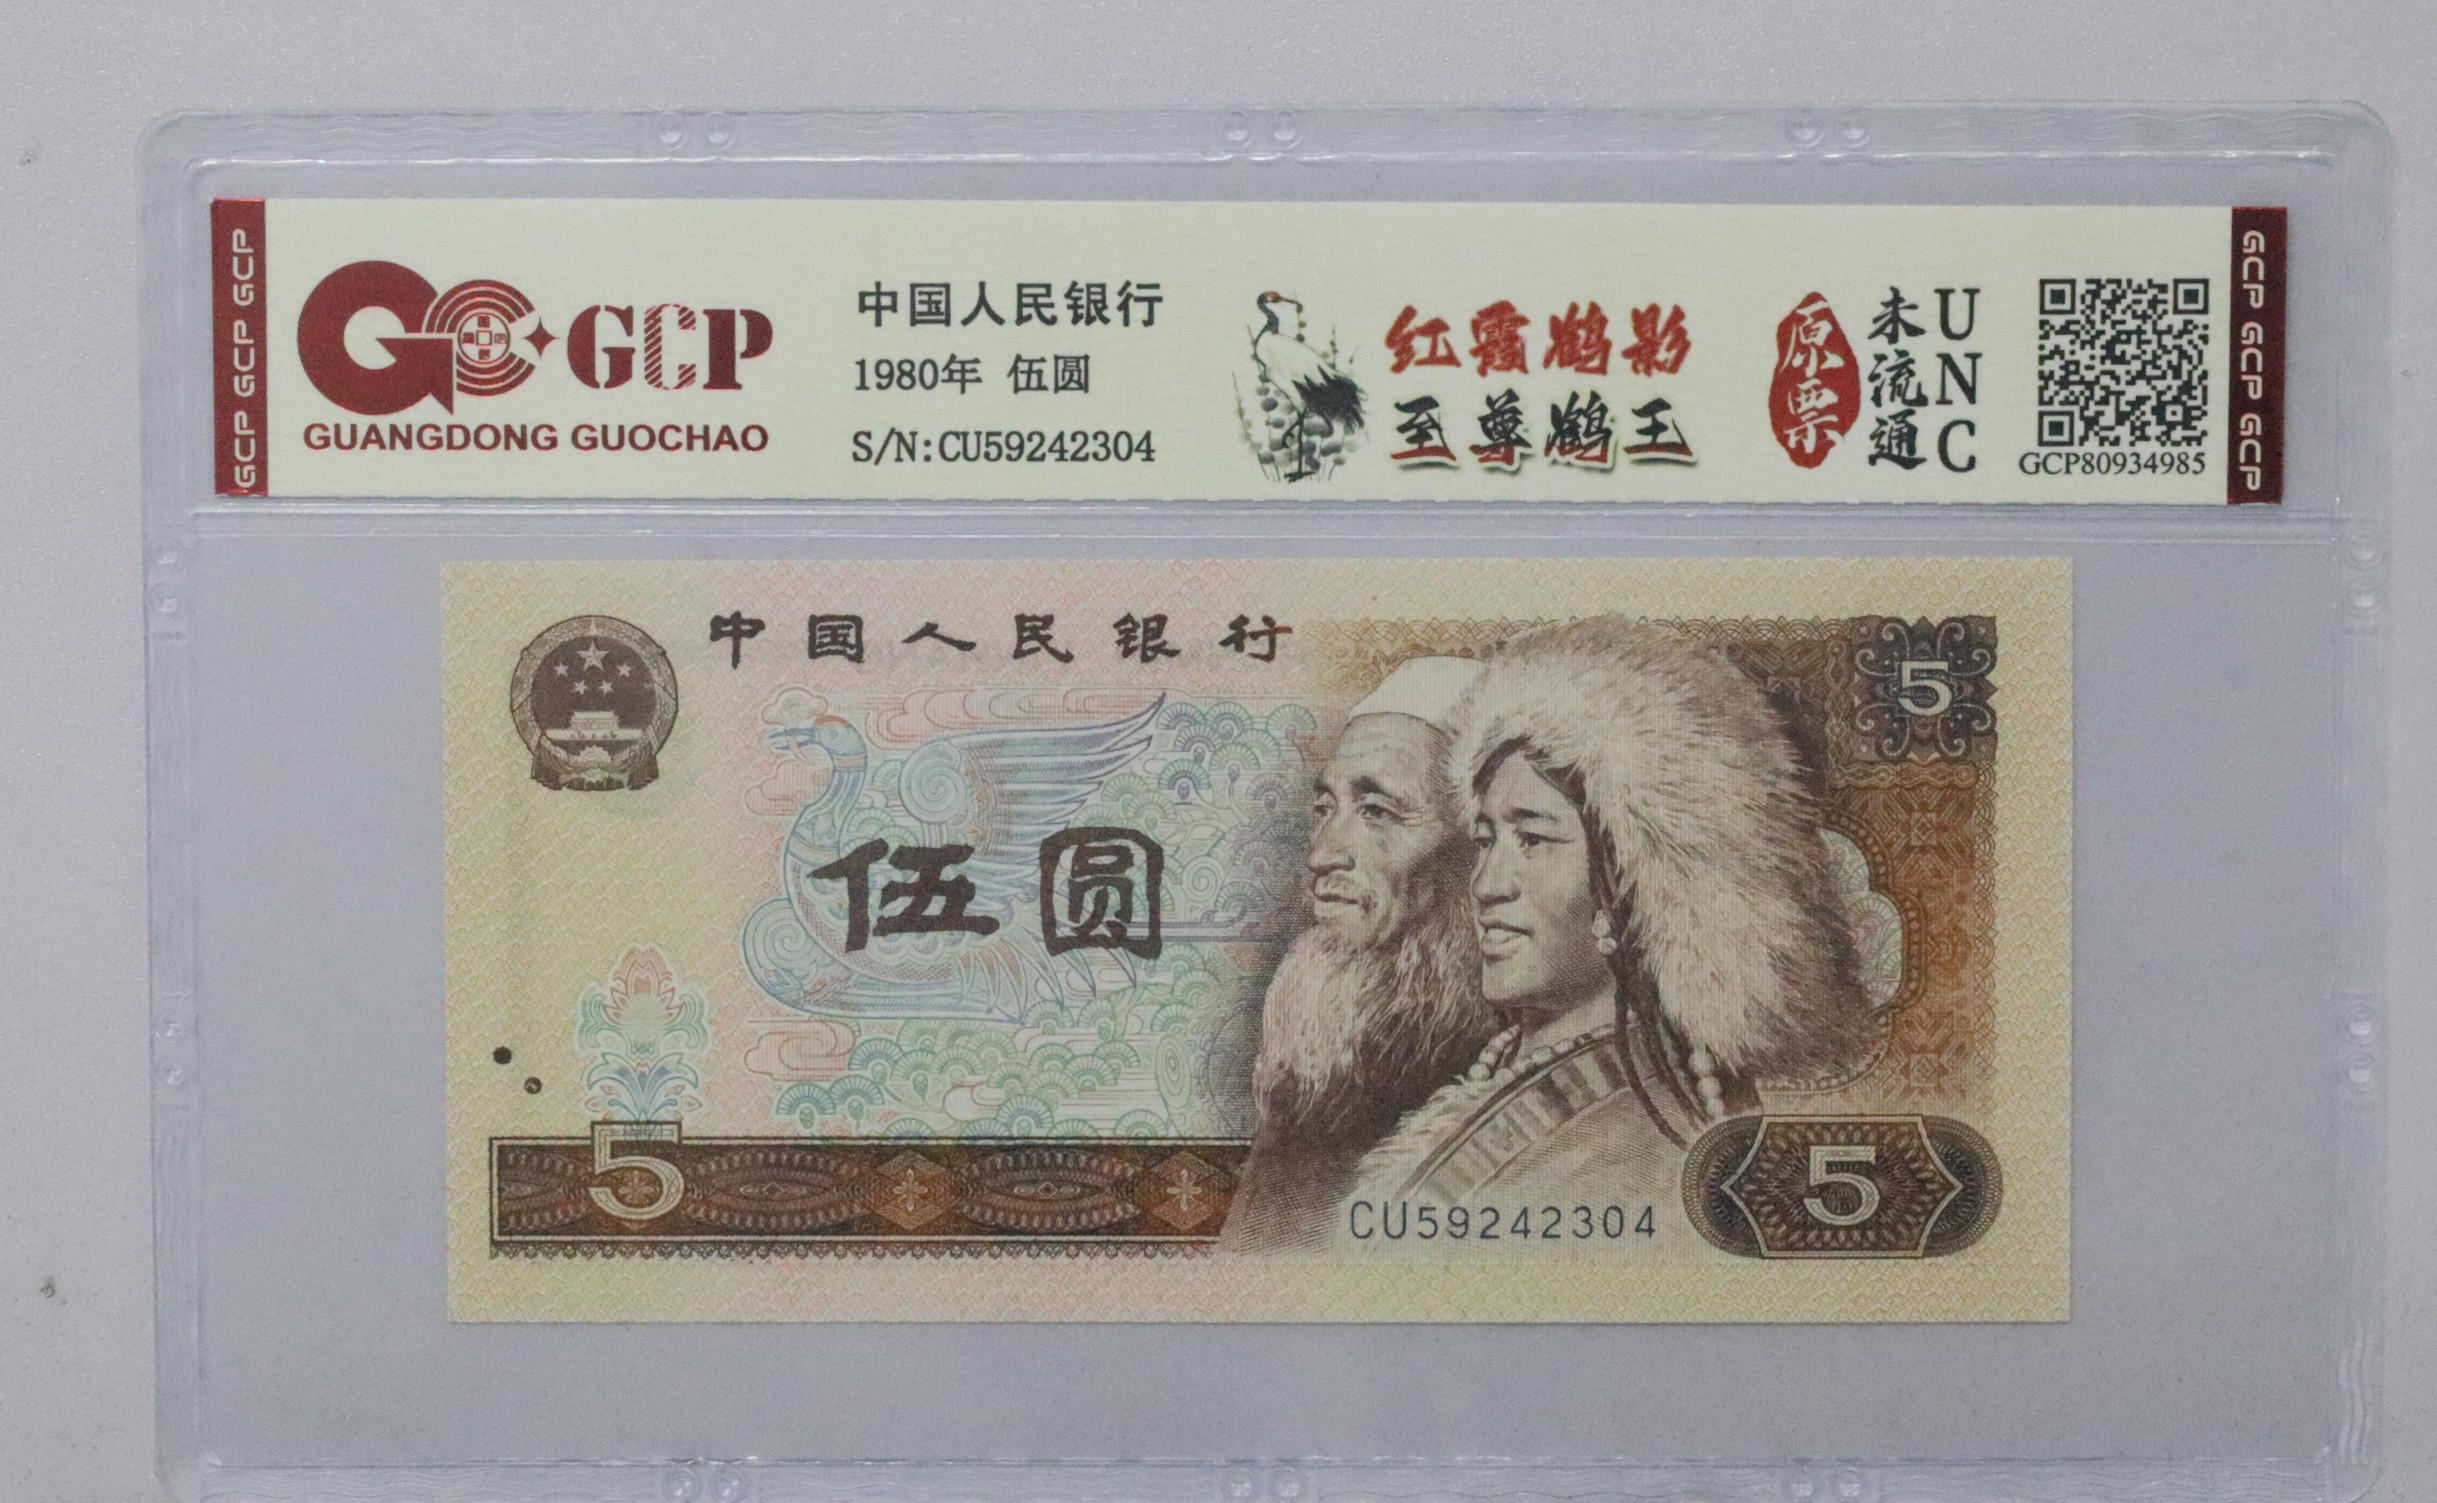 GCP GCP GCP
GCP
GUANGDONG GUOCHAO
中国人民银行
1980年 伍圆
S/N:CU59242304
红霞鹤影
至尊鹤王
原票
未流通
UNC
GCP80934985
GCP GCP GCP
中国人民银行
5
伍圆
5
CU59242304
5